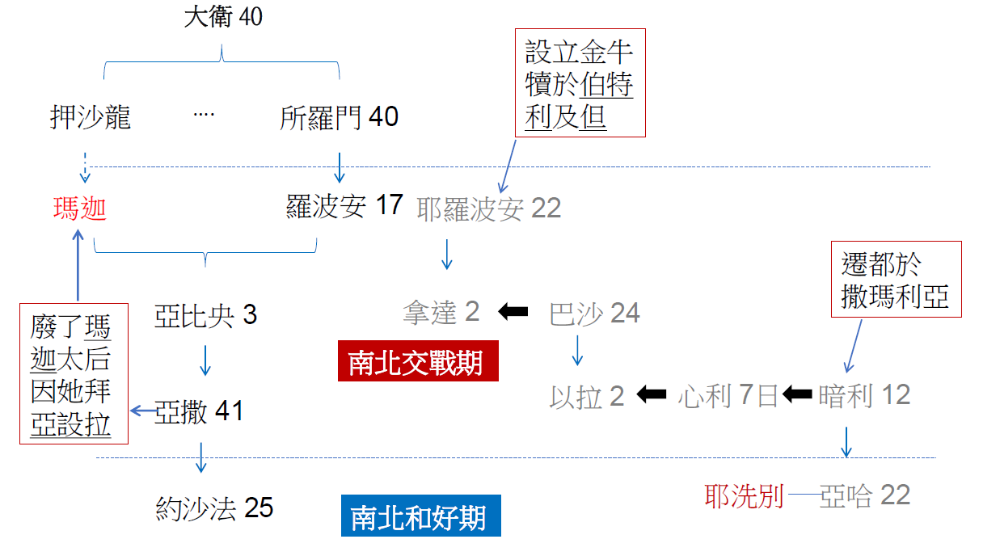 大衛 40
設立金牛
犢於伯特
利及但
押沙龍 .... 所羅門 40
瑪迦 羅波安 17 耶羅波安 22
遷都於
撒瑪利亞
廢了瑪
迦太后
因她拜
亞設拉
亞比央 3 拿達 2 巴沙 24
南北交戰期
亞撒 41 以拉 2 心利 7日 暗利 12
約沙法 25 南北和好期 耶洗別 亞哈 22